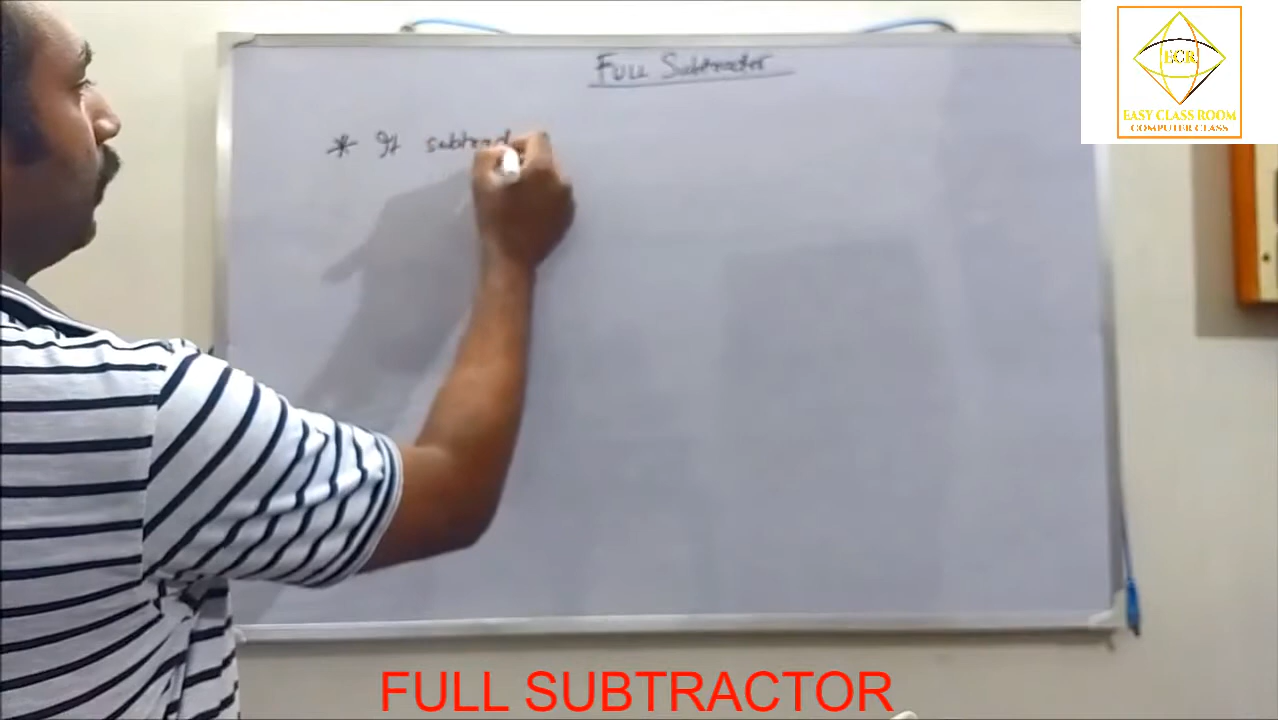 Full Subtractor
* It subtract
ECR
EASY CLASS ROOM
COMPUTER CLASS
FULL SUBTRACTOR